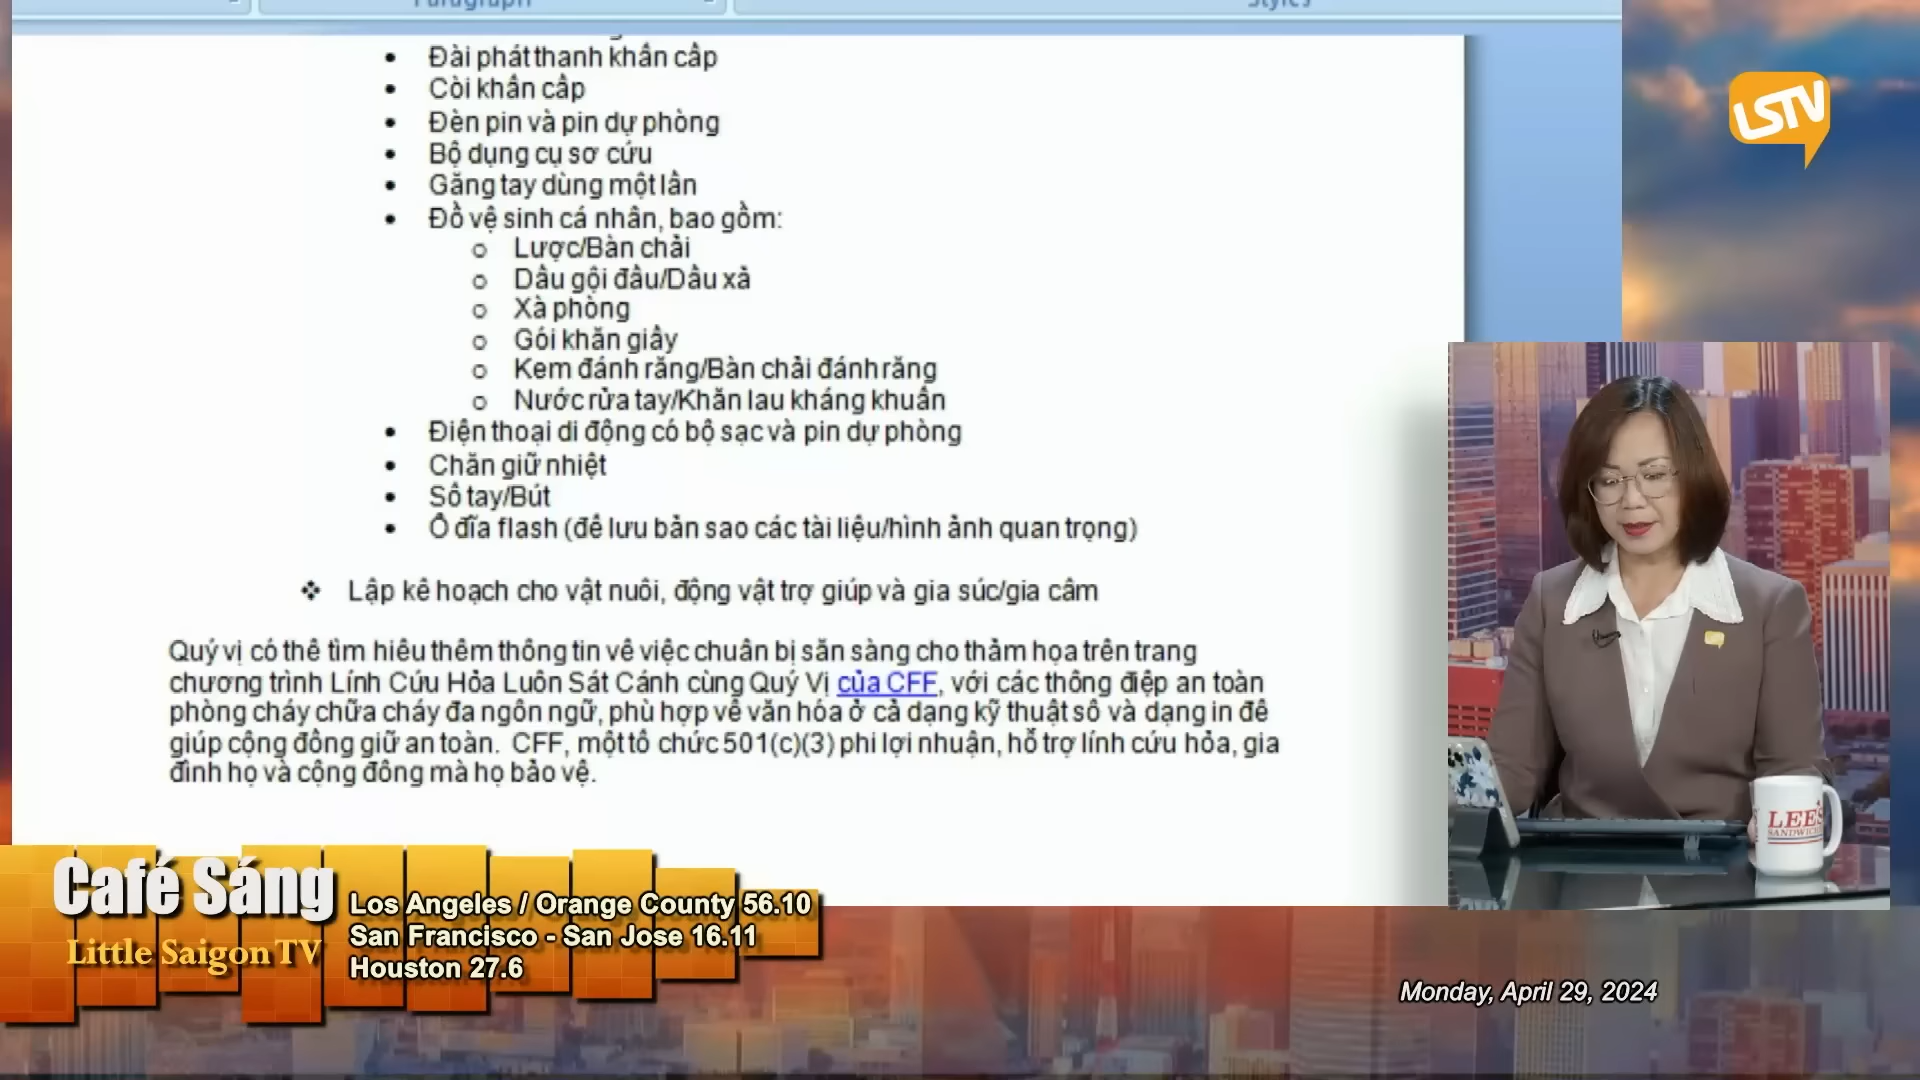 Paragraph
Styles
• Đài phát thanh khẩn cấp
• Còi khẩn cấp
• Đèn pin và pin dự phòng
• Bộ dụng cụ sơ cứu
• Găng tay dùng một lần
• Đồ vệ sinh cá nhân, bao gồm:
o Lược/Bàn chải
o Dầu gội đầu/Dầu xả
o Xà phòng
o Gói khăn giấy
o Kem đánh răng/Bàn chải đánh răng
o Nước rửa tay/Khăn lau kháng khuẩn
• Điện thoại di động có bộ sạc và pin dự phòng
• Chăn giữ nhiệt
• Sổ tay/Bút
• Ổ đĩa flash (để lưu bản sao các tài liệu/hình ảnh quan trọng)
❖ Lập kế hoạch cho vật nuôi, động vật trợ giúp và gia súc/gia cầm
Quý vị có thể tìm hiểu thêm thông tin về việc chuẩn bị sẵn sàng cho thảm họa trên trang
chương trình Lính Cứu Hỏa Luôn Sát Cánh cùng Quý Vị của CFF, với các thông điệp an toàn
phòng cháy chữa cháy đa ngôn ngữ, phù hợp về văn hóa ở cả dạng kỹ thuật số và dạng in để
giúp cộng đồng giữ an toàn. CFF, một tổ chức 501(c)(3) phi lợi nhuận, hỗ trợ lính cứu hỏa, gia
đình họ và cộng đồng mà họ bảo vệ.
LSTV
LEE'S
SANDWICHES
Café Sáng
Little Saigon TV
Los Angeles / Orange County 56.10
San Francisco - San Jose 16.11
Houston 27.6
Monday, April 29, 2024